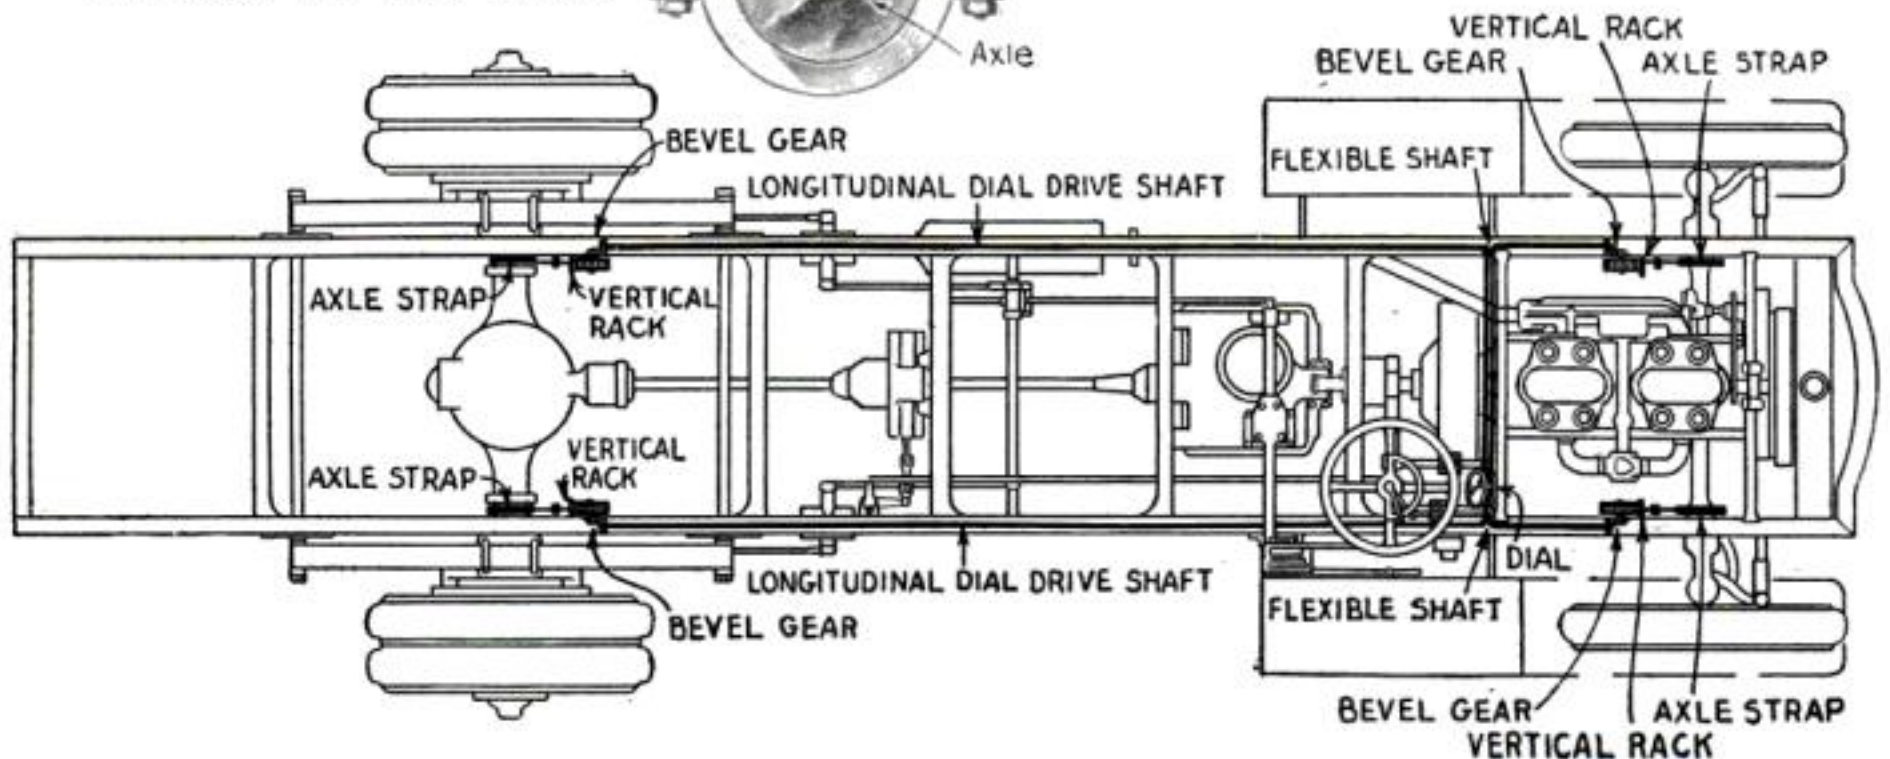 Axle
VERTICAL RACK
BEVEL GEAR
AXLE STRAP
BEVEL GEAR
FLEXIBLE SHAFT
LONGITUDINAL DIAL DRIVE SHAFT
AXLE STRAP
VERTICAL
RACK
VERTICAL
RACK
AXLE STRAP
DIAL
LONGITUDINAL DIAL DRIVE SHAFT
FLEXIBLE SHAFT
BEVEL GEAR
BEVEL GEAR
AXLE STRAP
VERTICAL RACK